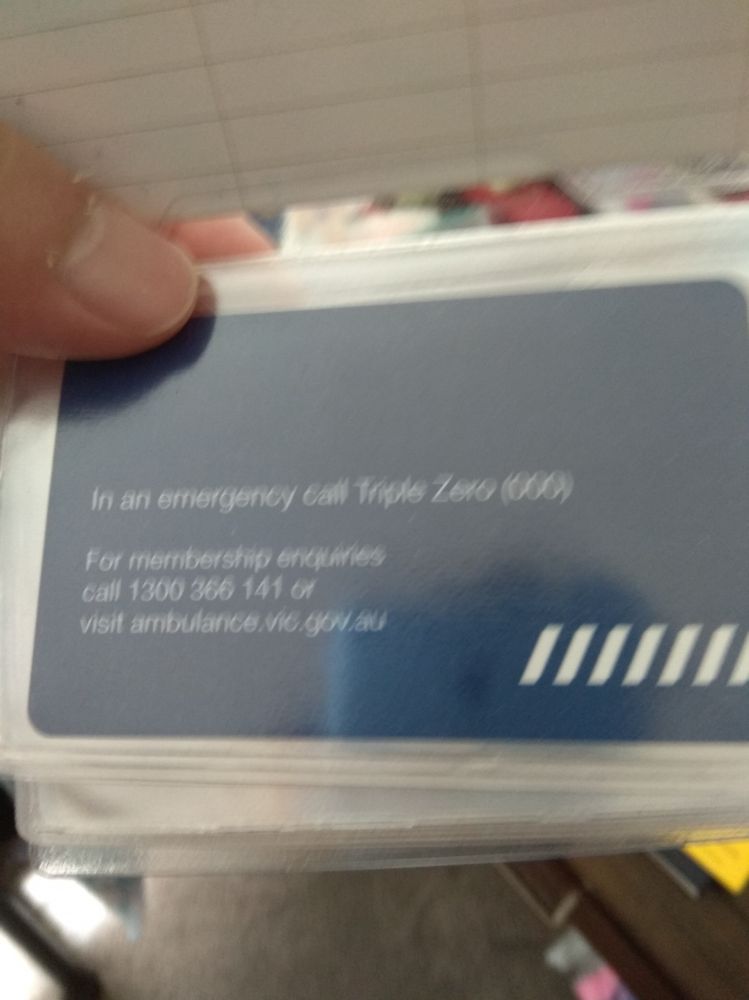 In an emergency call Triple Zero (000)
For membership enquiries
call 1300 366 141 or
visit ambulance.vic.gov.au